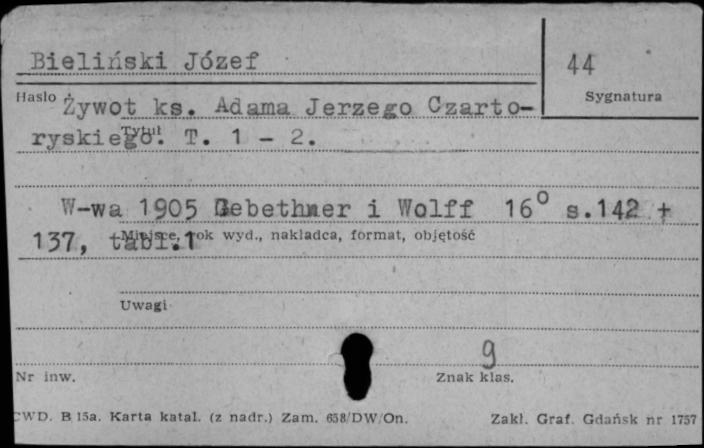 Bieliński Józef
44
Hasło
Sygnatura
Żywot ks. Adama Jerzego Czarto-
Tytuł
ryskiego. T. 1 - 2.
W-wa 1905 Gebethner i Wolff 16° s.142 +
137, tabl.1
Miejsce, rok wyd., nakładca, format, objętość
Uwagi
9
Nr inw.
Znak klas.
CWD. B 15a. Karta katal. (z nadr.) Zam. 658/DW/On.
Zakł. Graf. Gdańsk nr 1757